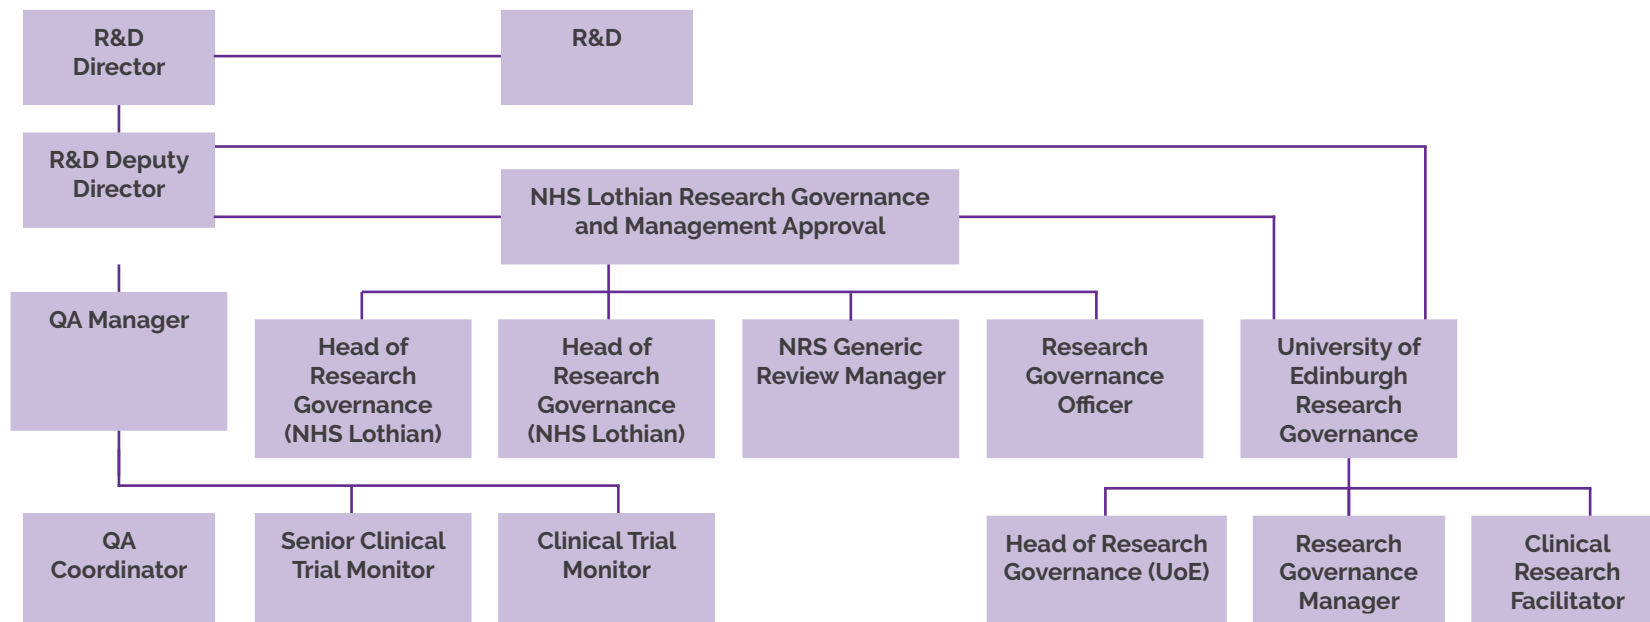 R&D
Director
R&D
R&D Deputy
Director
NHS Lothian Research Governance
and Management Approval
QA Manager
Head of
Research
Governance
(NHS Lothian)
Head of
Research
Governance
(NHS Lothian)
NRS Generic
Review Manager
Research
Governance
Officer
University of
Edinburgh
Research
Governance
QA
Coordinator
Senior Clinical
Trial Monitor
Clinical Trial
Monitor
Head of Research
Governance (UoE)
Research
Governance
Manager
Clinical
Research
Facilitator